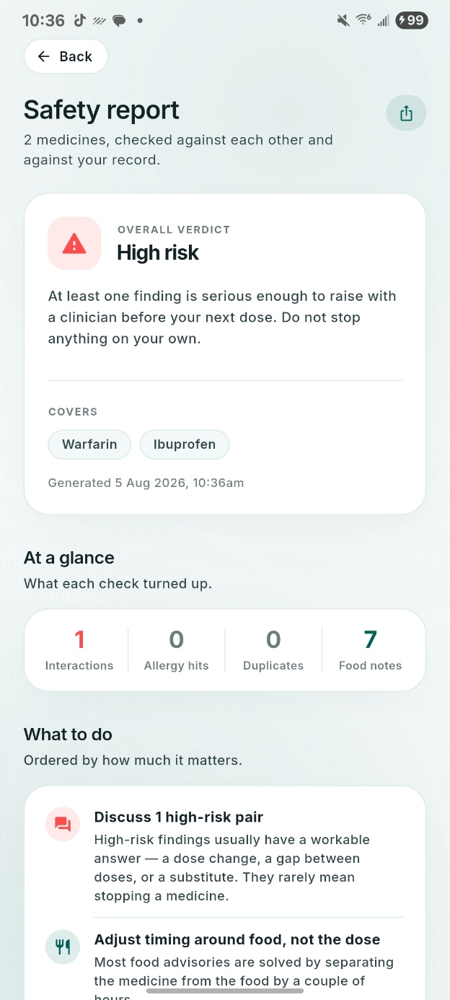 10:36
6
99
Back
Safety report
2 medicines, checked against each other and
against your record.
OVERALL VERDICT
High risk
At least one finding is serious enough to raise with
a clinician before your next dose. Do not stop
anything on your own.
COVERS
Warfarin
Ibuprofen
Generated 5 Aug 2026, 10:36am
At a glance
What each check turned up.
1
Interactions
0
Allergy hits
0
Duplicates
7
Food notes
What to do
Ordered by how much it matters.
Discuss 1 high-risk pair
High-risk findings usually have a workable
answer — a dose change, a gap between
doses, or a substitute. They rarely mean
stopping a medicine.
Adjust timing around food, not the dose
Most food advisories are solved by separating
the medicine from the food by a couple of
hours.